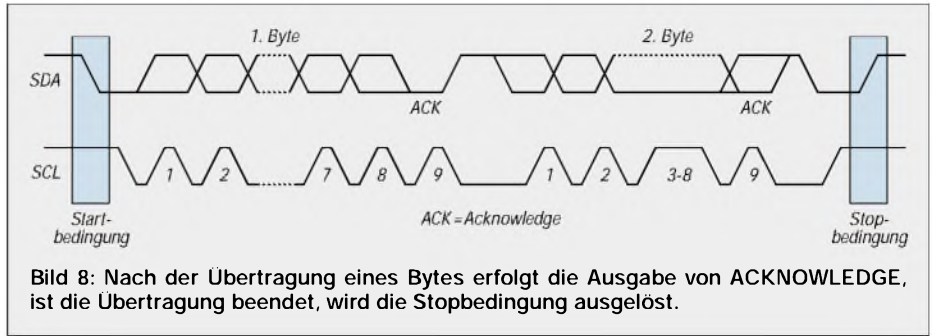 1. Byte
2. Byte
SDA
ACK
ACK
SCL
1
2
7
8
9
1
2
3-8
9
Start-
bedingung
ACK=Acknowledge
Stop-
bedingung
Bild 8: Nach der Übertragung eines Bytes erfolgt die Ausgabe von ACKNOWLEDGE,
ist die Übertragung beendet, wird die Stopbedingung ausgelöst.